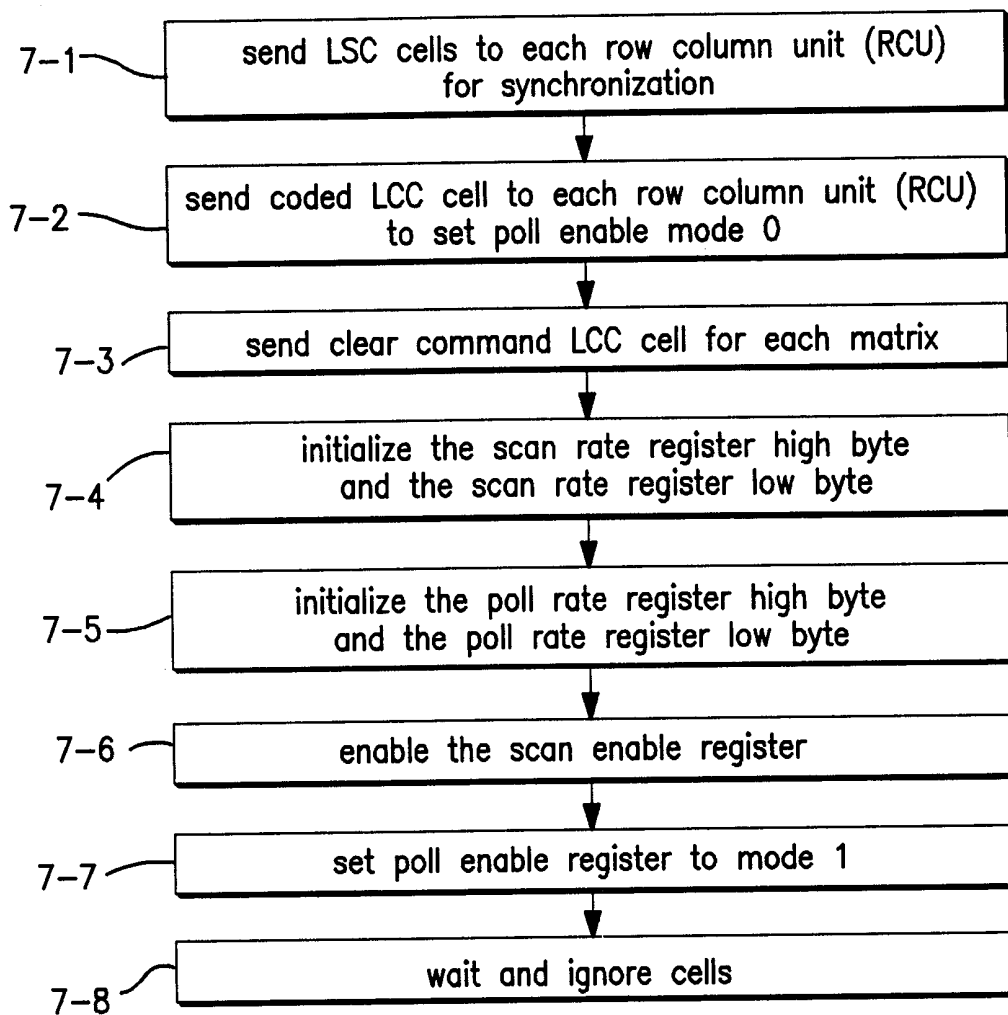 7-1
send LSC cells to each row column unit (RCU)
for synchronization
7-2
send coded LCC cell to each row column unit (RCU)
to set poll enable mode 0
7-3
send clear command LCC cell for each matrix
7-4
initialize the scan rate register high byte
and the scan rate register low byte
7-5
initialize the poll rate register high byte
and the poll rate register low byte
7-6
enable the scan enable register
7-7
set poll enable register to mode 1
7-8
wait and ignore cells